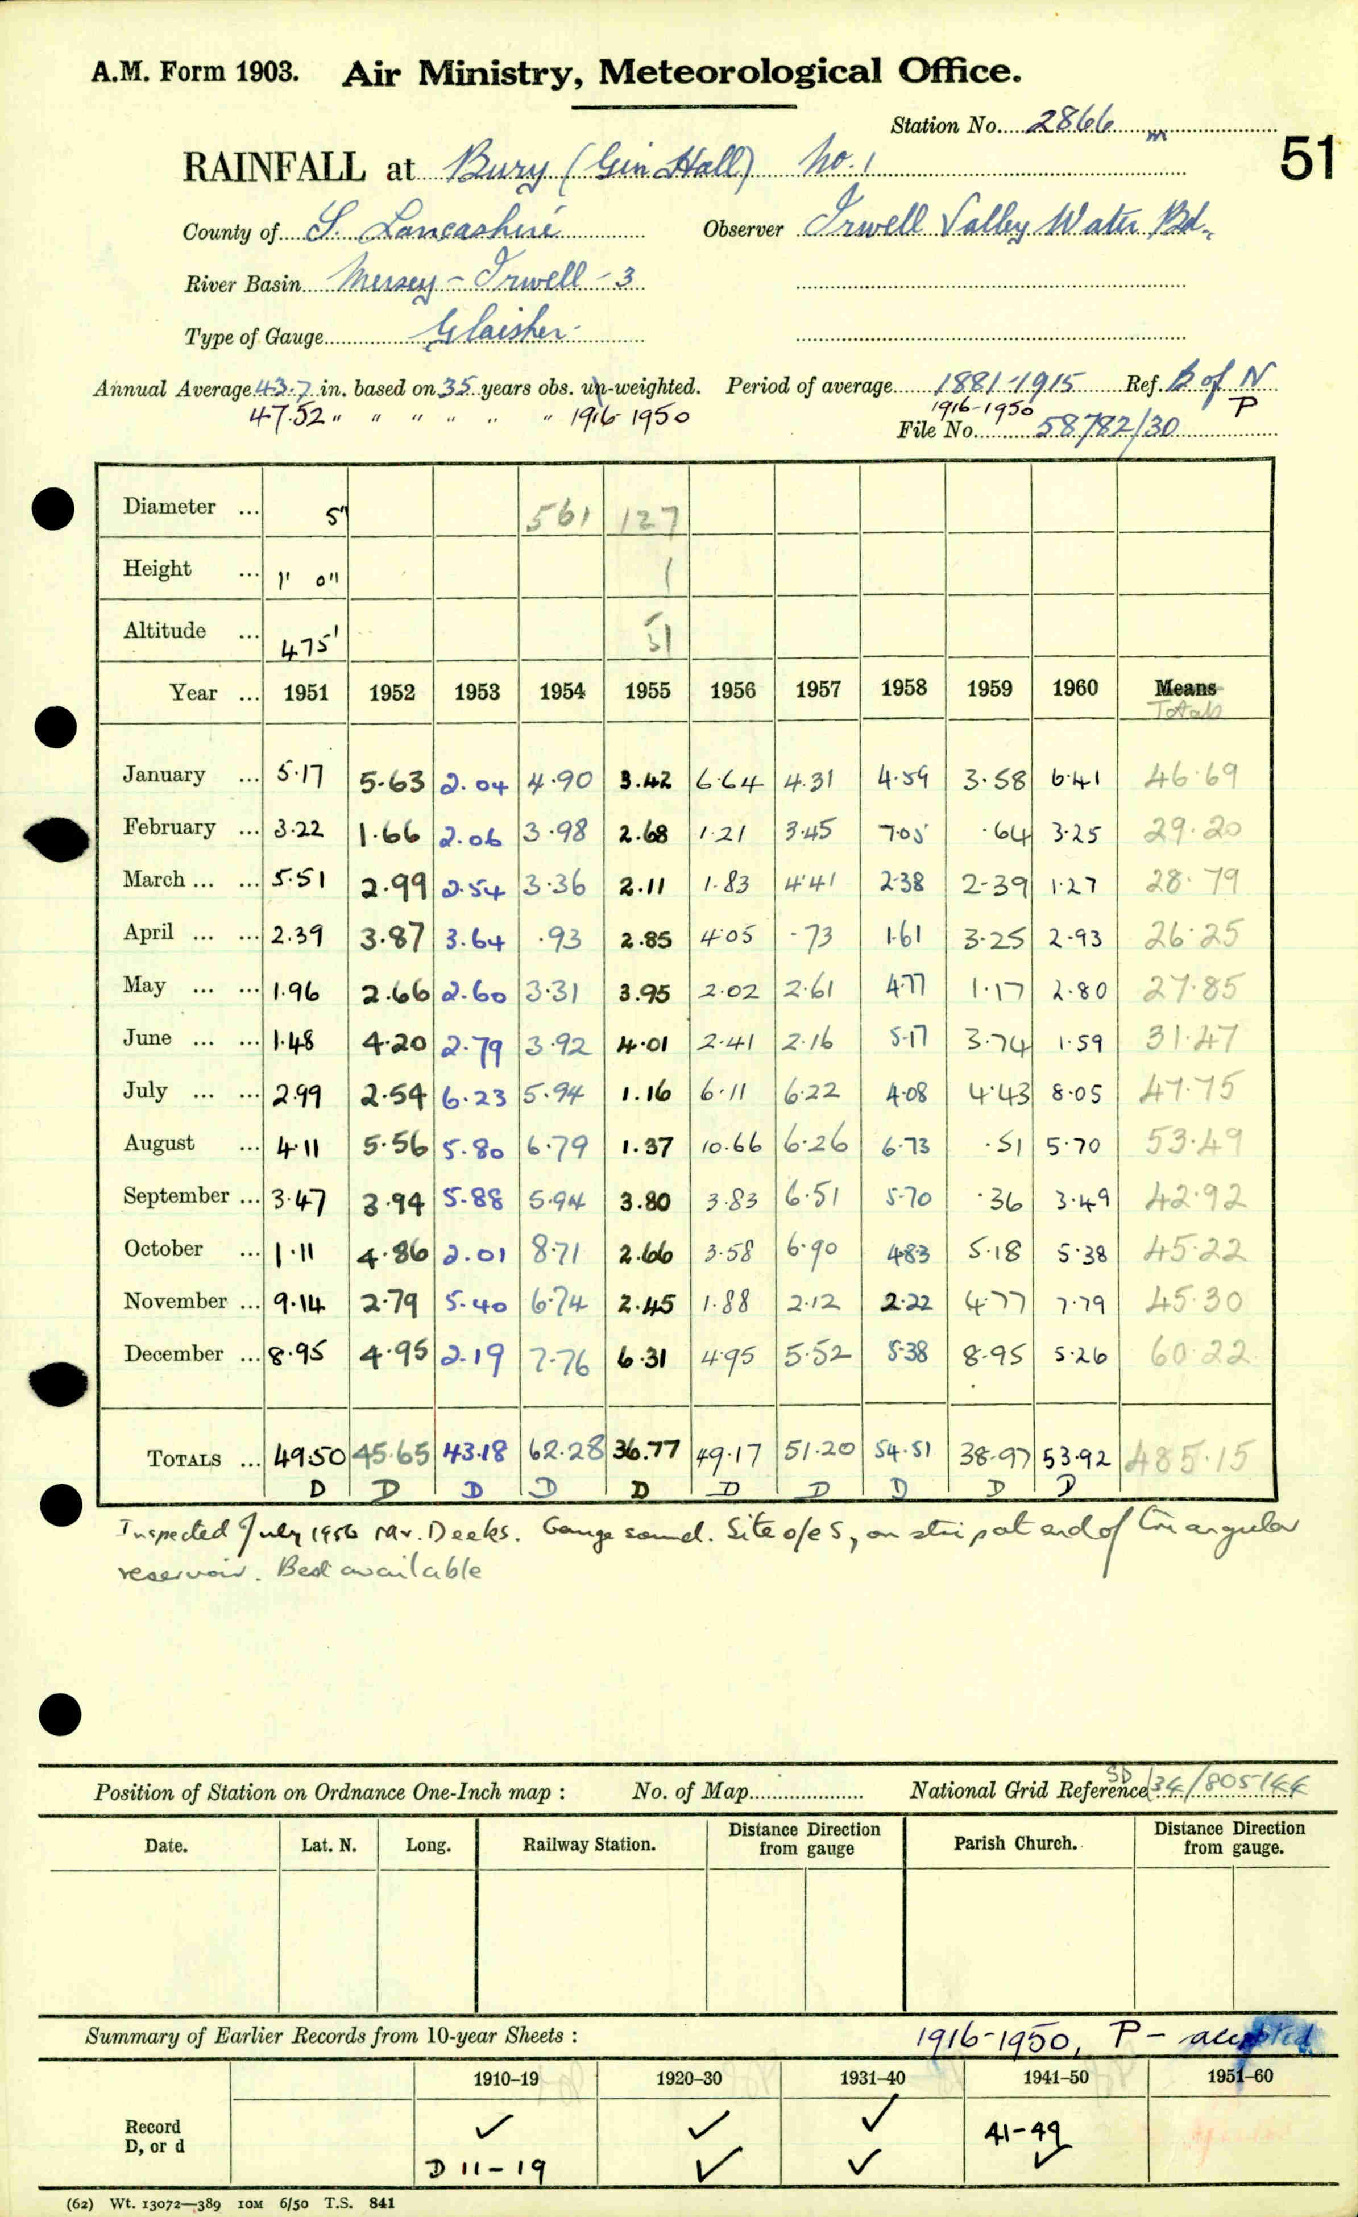 A.M. Form 1903. Air Ministry, Meteorological Office.
Station No. 2866 m
51
RAINFALL at Bury (Gin Hall) No. 1
County of S. Lancashire Observer Irwell Valley Water Bd.
River Basin Mersey - Irwell - 3
Type of Gauge Glaisher
Annual Average 43.7 in. based on 35 years obs. un-weighted. Period of average 1881-1915 Ref. B of N
47.52 " " " " " " 1916-1950 1916-1950 P
File No. 58782/30
Diameter ... 5" 561 127
Height ... 1' 0" 1
Altitude ... 475' 51
Year ... 1951 1952 1953 1954 1955 1956 1957 1958 1959 1960 Means
Totals
January ... 5.17 5.63 2.04 4.90 3.42 6.64 4.31 4.59 3.58 6.41 46.69
February ... 3.22 1.66 2.06 3.98 2.68 1.21 3.45 7.05 .64 3.25 29.20
March ... ... 5.51 2.99 2.54 3.36 2.11 1.83 4.41 2.38 2.39 1.27 28.79
April ... ... 2.39 3.87 3.64 .93 2.85 4.05 .73 1.61 3.25 2.93 26.25
May ... ... 1.96 2.66 2.60 3.31 3.95 2.02 2.61 4.77 1.17 2.80 27.85
June ... ... 1.48 4.20 2.79 3.92 4.01 2.41 2.16 5.17 3.74 1.59 31.47
July ... ... 2.99 2.54 6.23 5.94 1.16 6.11 6.22 4.08 4.43 8.05 47.75
August ... 4.11 5.56 5.80 6.79 1.37 10.66 6.26 6.73 .51 5.70 53.49
September ... 3.47 3.94 5.88 5.94 3.80 3.83 6.51 5.70 .36 3.49 42.92
October ... 1.11 4.86 2.01 8.71 2.66 3.58 6.90 4.83 5.18 5.38 45.22
November ... 9.14 2.79 5.40 6.74 2.45 1.88 2.12 2.22 4.77 7.79 45.30
December ... 8.95 4.95 2.19 7.76 6.31 4.95 5.52 5.38 8.95 5.26 60.22
TOTALS ... 49.50 45.65 43.18 62.28 36.77 49.17 51.20 54.51 38.97 53.92 485.15
D D D D D D D D D D
Inspected July 1956 Mr. Deeks. Gauge sound. Site o/e S, on strip at end of triangular
reservoir. Best available
Position of Station on Ordnance One-Inch map : No. of Map National Grid Reference SD 34/805144
Date. Lat. N. Long. Railway Station. Distance from gauge Direction Parish Church. Distance from gauge. Direction
Summary of Earlier Records from 10-year Sheets : 1916-1950, P - accepted
1910-19 1920-30 1931-40 1941-50 1951-60
Record ✓ ✓ ✓ 41-49
D, or d D 11-19 ✓ ✓ ✓
(62) Wt. 13072—389 10M 6/50 T.S. 841